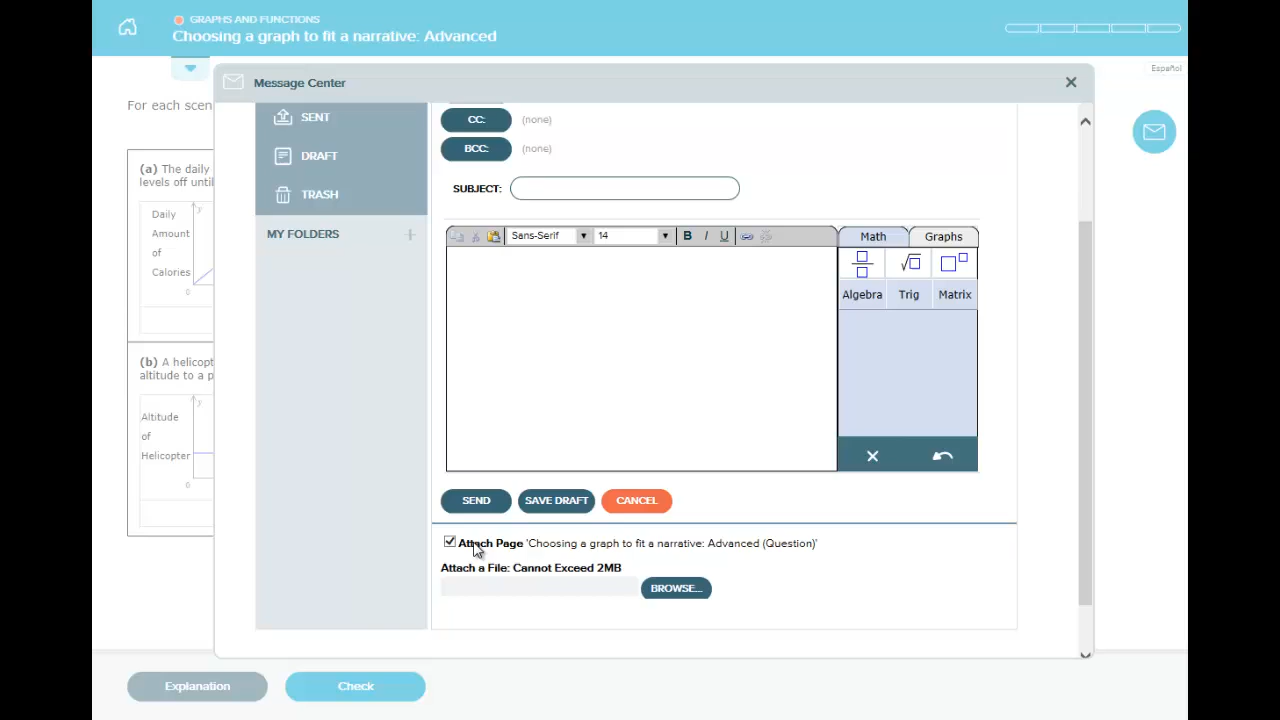 GRAPHS AND FUNCTIONS
Choosing a graph to fit a narrative: Advanced
Español
Message Center
For each scen
(a) The daily
levels off until
Daily
Amount
of
Calories
y
0
(b) A helicopt
altitude to a p
Altitude
of
Helicopter
y
0
SENT
DRAFT
TRASH
MY FOLDERS
CC: (none)
BCC: (none)
SUBJECT:
Sans-Serif 14 B I U
Math Graphs
Algebra Trig Matrix
SEND SAVE DRAFT CANCEL
Attach Page 'Choosing a graph to fit a narrative: Advanced (Question)'
Attach a File: Cannot Exceed 2MB
BROWSE...
Explanation Check